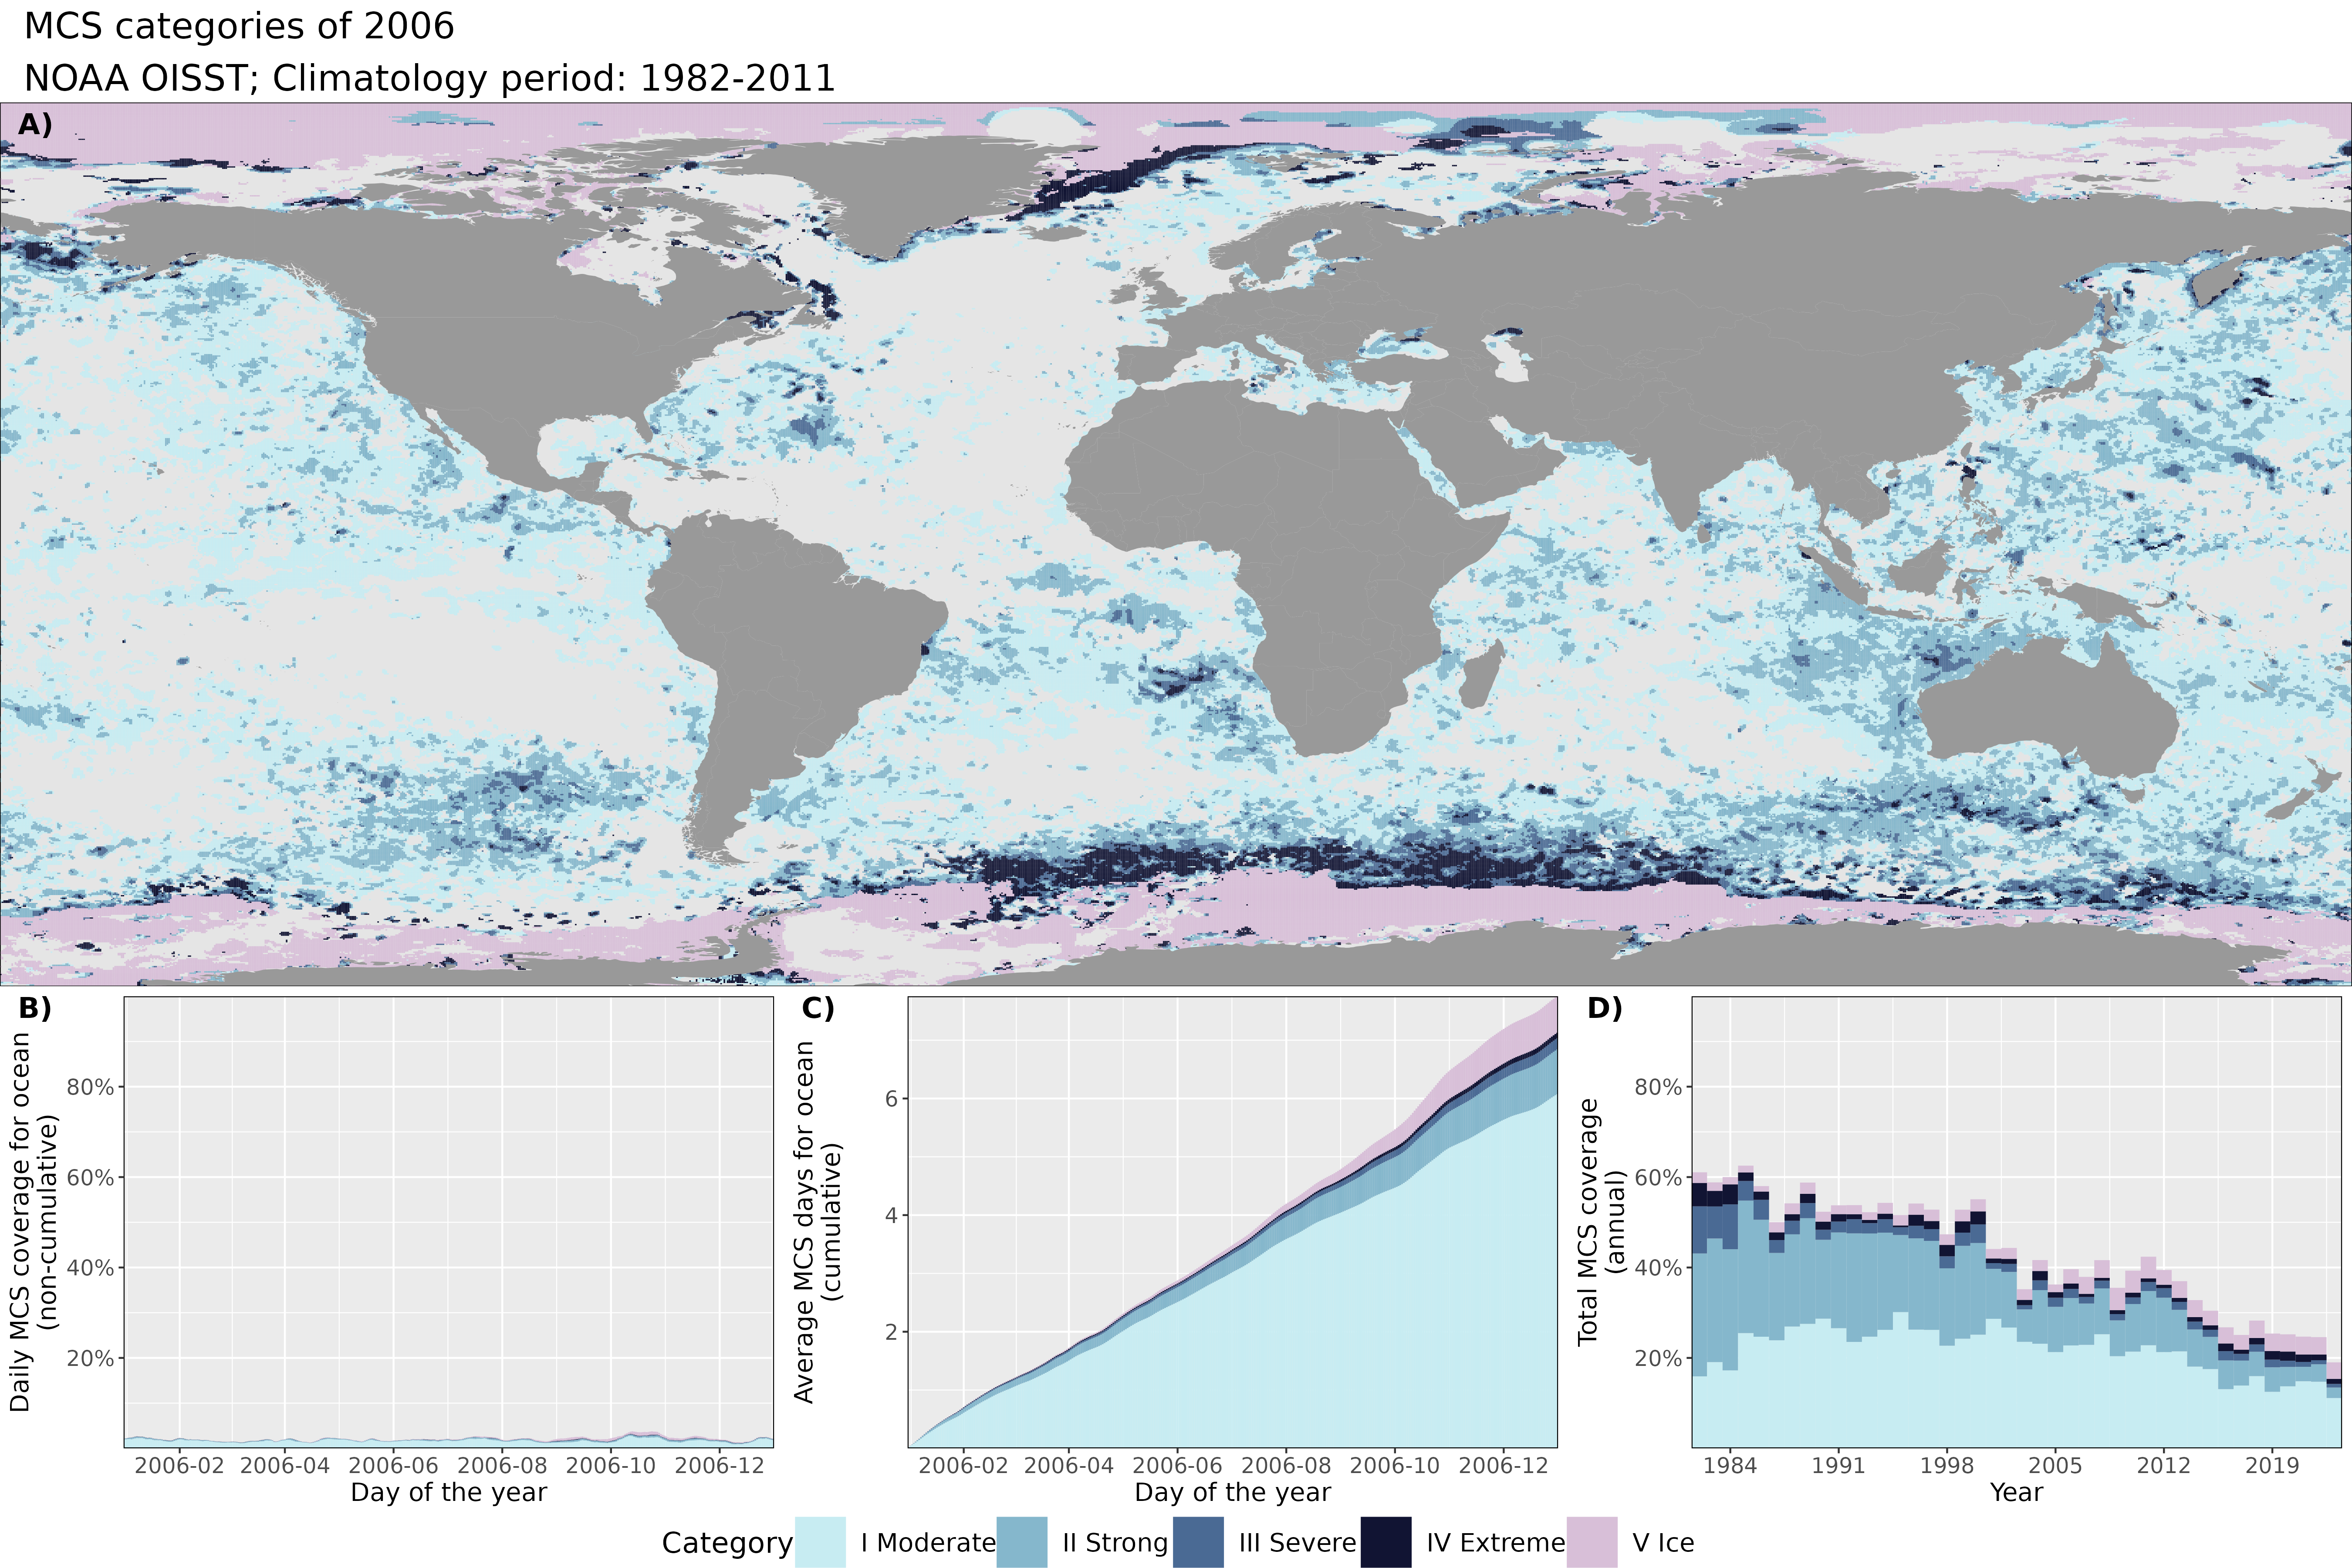 MCS categories of 2006
NOAA OISST; Climatology period: 1982-2011
A)
B)
Daily MCS coverage for ocean
(non-cumulative)
80%
60%
40%
20%
2006-02 2006-04 2006-06 2006-08 2006-10 2006-12
Day of the year
C)
Average MCS days for ocean
(cumulative)
6
4
2
2006-02 2006-04 2006-06 2006-08 2006-10 2006-12
Day of the year
D)
Total MCS coverage
(annual)
80%
60%
40%
20%
1984 1991 1998 2005 2012 2019
Year
Category I Moderate II Strong III Severe IV Extreme V Ice